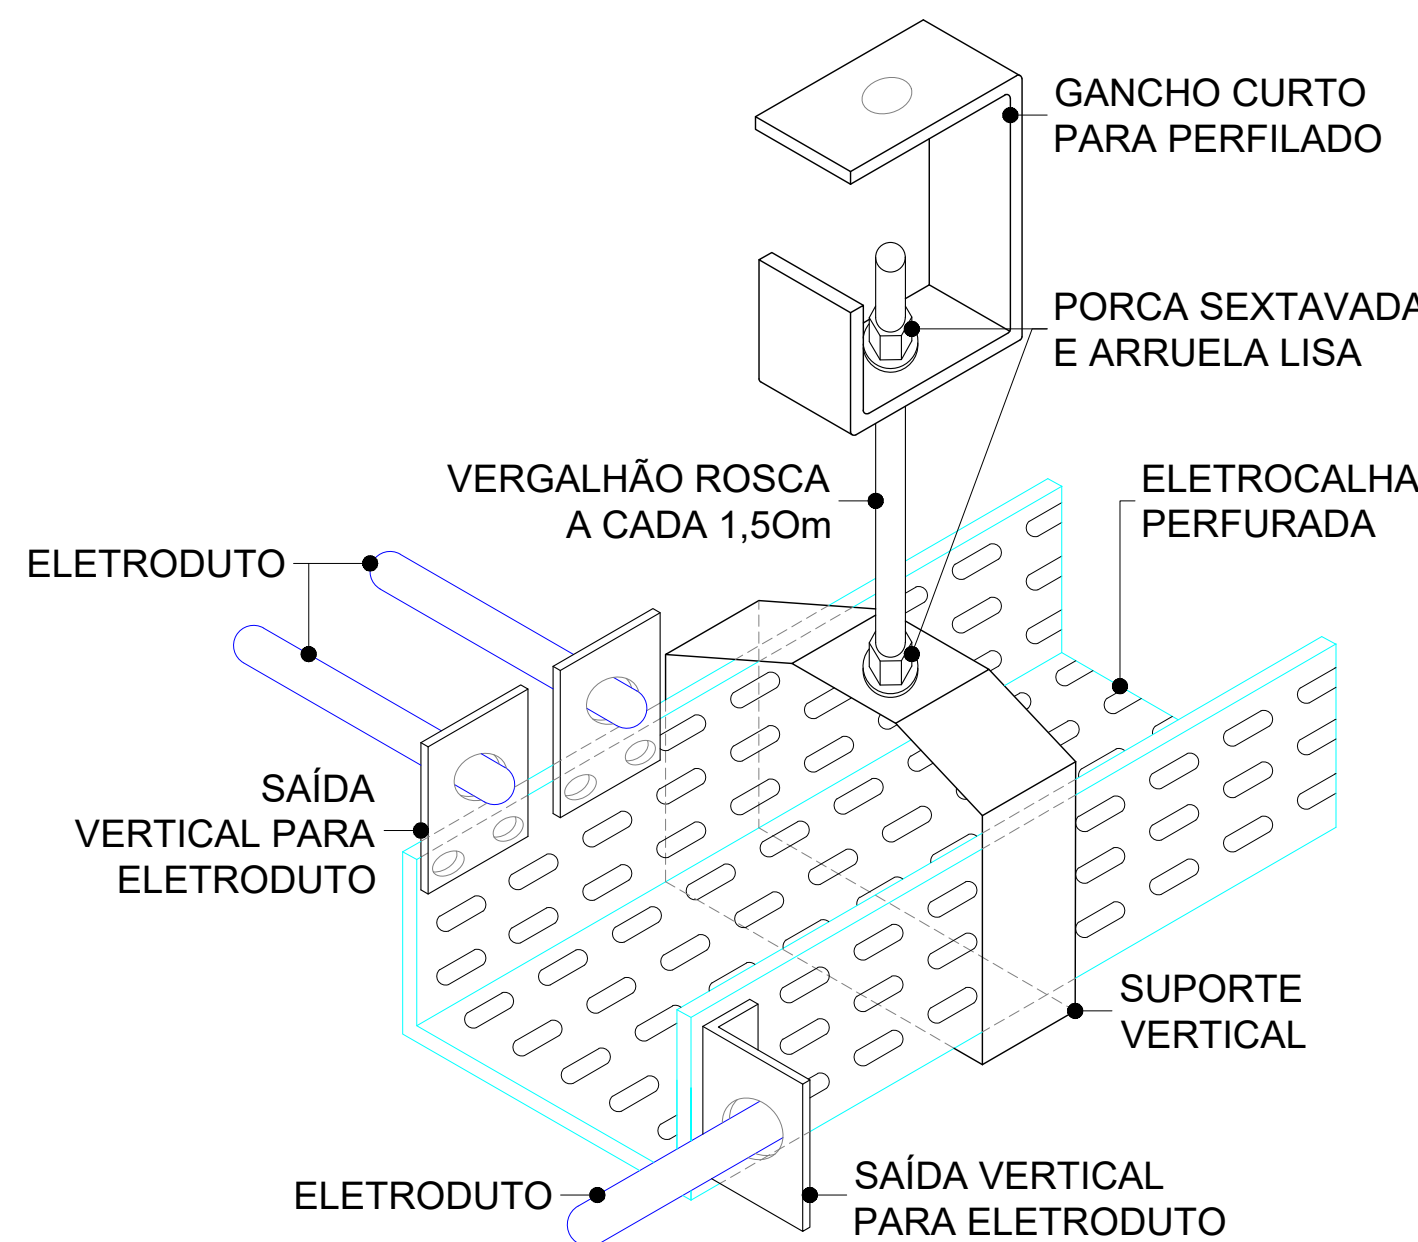 GANCHO CURTO
PARA PERFILADO
PORCA SEXTAVADA
E ARRUELA LISA
VERGALHÃO ROSCA
A CADA 1,5Om
ELETROCALHA
PERFURADA
ELETRODUTO
SAÍDA
VERTICAL PARA
ELETRODUTO
SUPORTE
VERTICAL
ELETRODUTO
SAÍDA VERTICAL
PARA ELETRODUTO